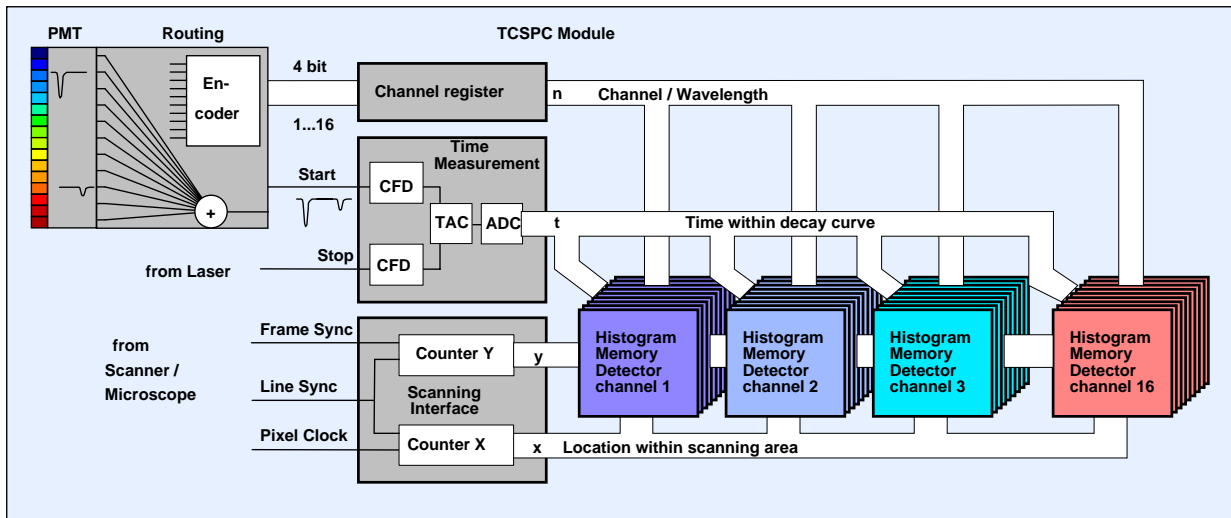 PMT
Routing
TCSPC Module
En-
coder
4 bit
1...16
Channel register
n
Channel / Wavelength
Time
Measurement
Start
CFD
TAC
ADC
t
Time within decay curve
+
Stop
CFD
from Laser
Frame Sync
from
Scanner /
Microscope
Line Sync
Pixel Clock
Counter Y
y
Scanning
Interface
Counter X
x
Location within scanning area
Histogram
Memory
Detector
channel 1
Histogram
Memory
Detector
channel 2
Histogram
Memory
Detector
channel 3
Histogram
Memory
Detector
channel 16